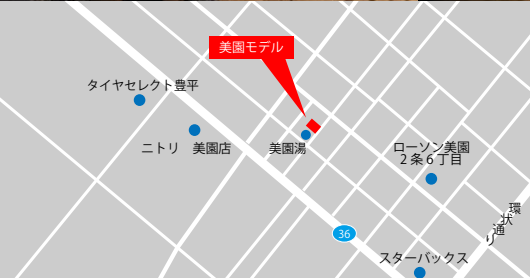 美園モデル
タイヤセレクト豊平
ニトリ　美園店
美園湯
ローソン美園
2条6丁目
環状通り
36
スターバックス